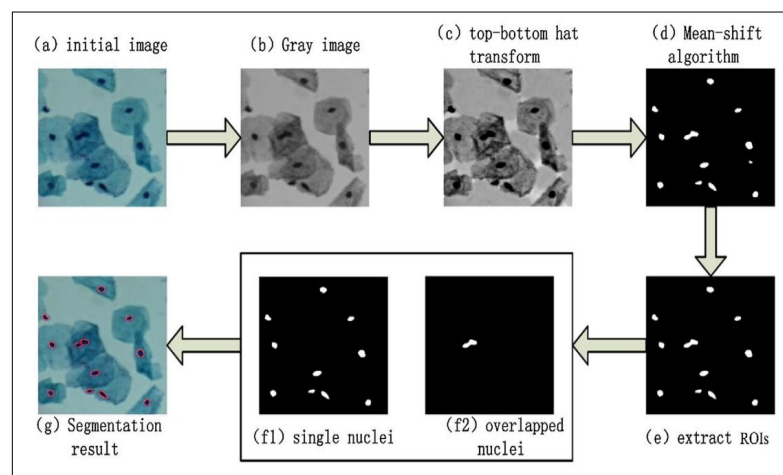 (a) initial image
(b) Gray image
(c) top-bottom hat
transform
(d) Mean-shift
algorithm
(g) Segmentation
result
(f1) single nuclei
(f2) overlapped
nuclei
(e) extract ROIs